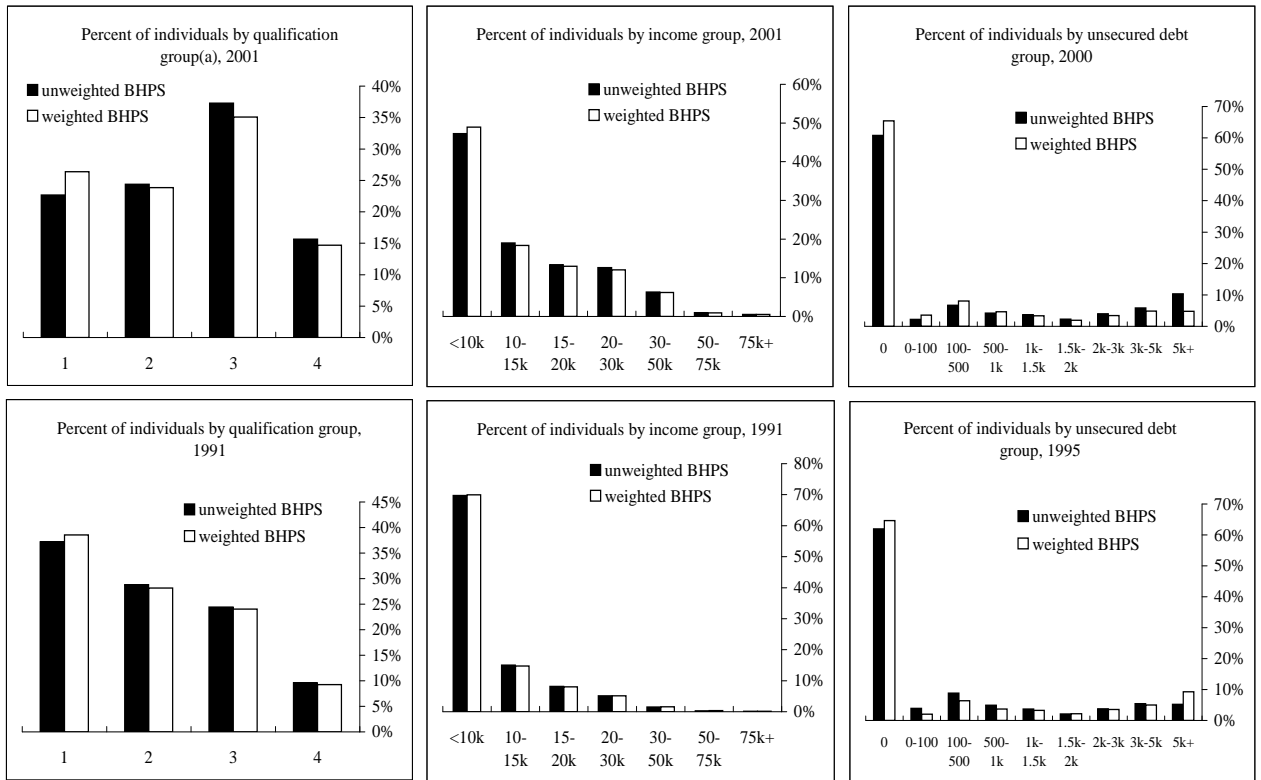 Percent of individuals by qualification
group(a), 2001
unweighted BHPS
weighted BHPS
40%
35%
30%
25%
20%
15%
10%
5%
0%
1 2 3 4
Percent of individuals by income group, 2001
unweighted BHPS
weighted BHPS
60%
50%
40%
30%
20%
10%
0%
<10k 10- 15- 20- 30- 50- 75k+
15k 20k 30k 50k 75k
Percent of individuals by unsecured debt
group, 2000
unweighted BHPS
weighted BHPS
70%
60%
50%
40%
30%
20%
10%
0%
0 0-100 100- 500- 1k- 1.5k- 2k-3k 3k-5k 5k+
500 1k 1.5k 2k
Percent of individuals by qualification group,
1991
unweighted BHPS
weighted BHPS
45%
40%
35%
30%
25%
20%
15%
10%
5%
0%
1 2 3 4
Percent of individuals by income group, 1991
unweighted BHPS
weighted BHPS
80%
70%
60%
50%
40%
30%
20%
10%
0%
<10k 10- 15- 20- 30- 50- 75k+
15k 20k 30k 50k 75k
Percent of individuals by unsecured debt
group, 1995
unweighted BHPS
weighted BHPS
70%
60%
50%
40%
30%
20%
10%
0%
0 0-100 100- 500- 1k- 1.5k- 2k-3k 3k-5k 5k+
500 1k 1.5k 2k